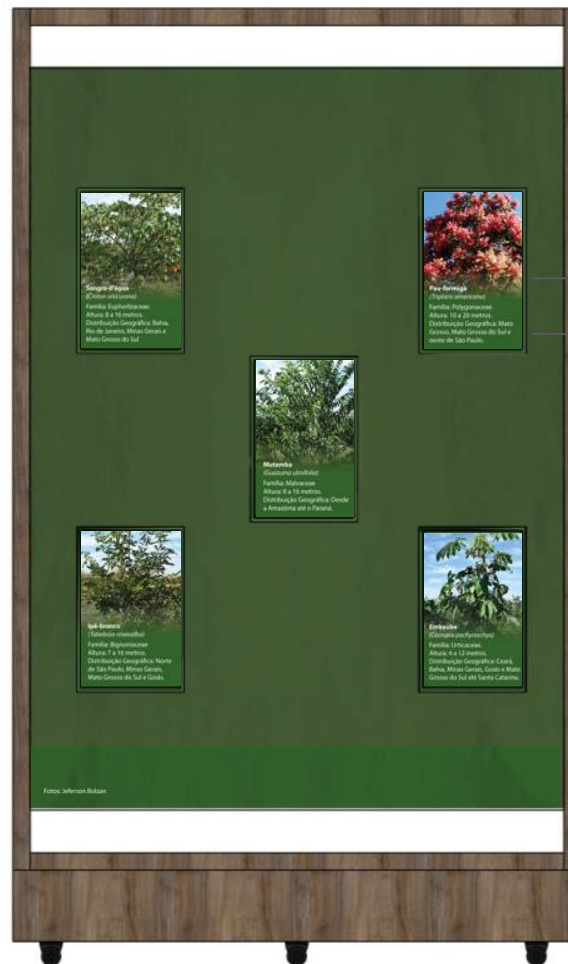 Sangra-d'água
(Croton urucurana)
Família: Euphorbiaceae
Altura: 8 a 16 metros.
Distribuição Geográfica: Bahia,
Rio de Janeiro, Minas Gerais e
Mato Grosso do Sul
Pau-formiga
(Triplaris americana)
Família: Polygonaceae.
Altura: 10 a 20 metros.
Distribuição Geográfica: Mato
Grosso, Mato Grosso do Sul e
oeste de São Paulo.
Mutamba
(Guazuma ulmifolia)
Família: Malvaceae
Altura: 8 a 16 metros.
Distribuição Geográfica: Desde
a Amazônia até o Paraná.
Ipê-branco
(Tabebuia roseoalba)
Família: Bignoniaceae
Altura: 7 a 16 metros.
Distribuição Geográfica: Norte
de São Paulo, Minas Gerais,
Mato Grosso do Sul e Goiás.
Embaúba
(Cecropia pachystachya)
Família: Urticaceae.
Altura: 4 a 12 metros.
Distribuição Geográfica: Ceará,
Bahia, Minas Gerais, Goiás e Mato
Grosso do Sul até Santa Catarina.
Fotos: Jeferson Bolzan